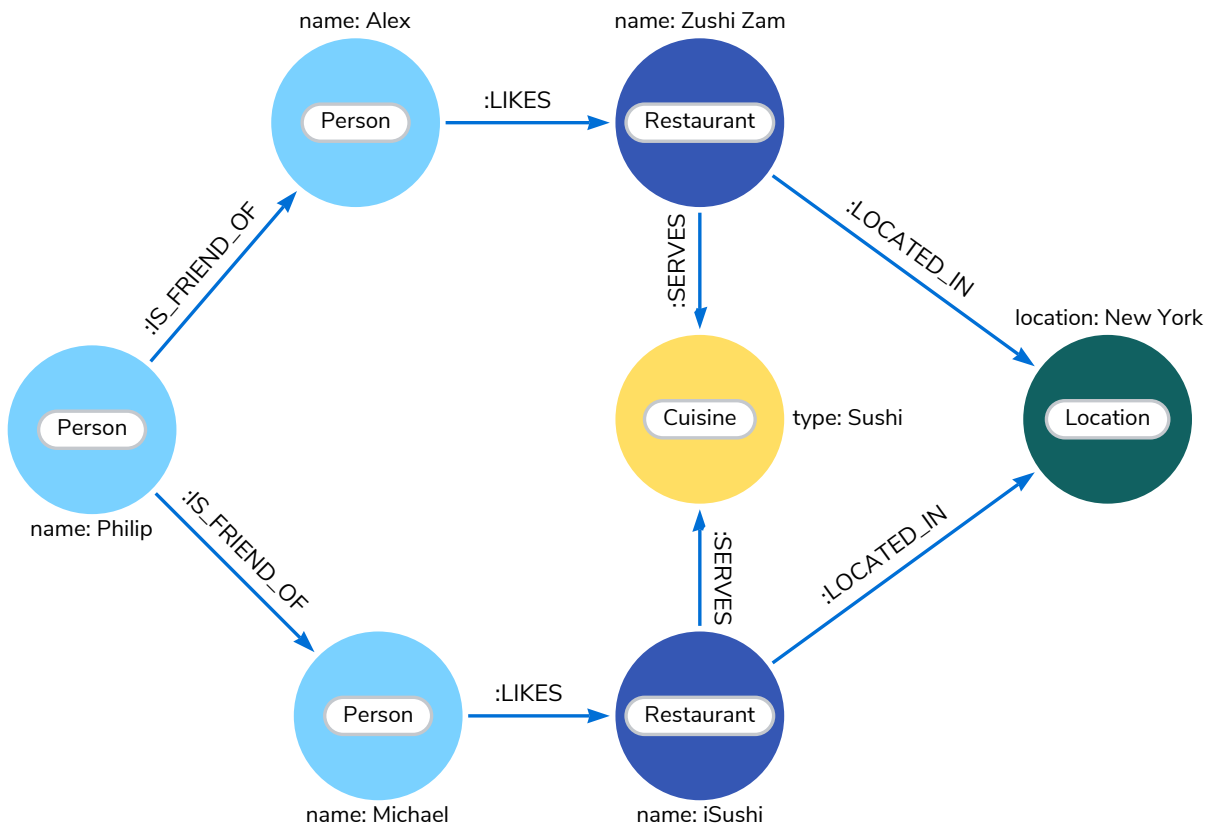 name: Alex
name: Zushi Zam
Person
:LIKES
Restaurant
:IS_FRIEND_OF
:SERVES
:LOCATED_IN
location: New York
Person
Cuisine
type: Sushi
Location
name: Philip
:IS_FRIEND_OF
:SERVES
:LOCATED_IN
Person
:LIKES
Restaurant
name: Michael
name: iSushi